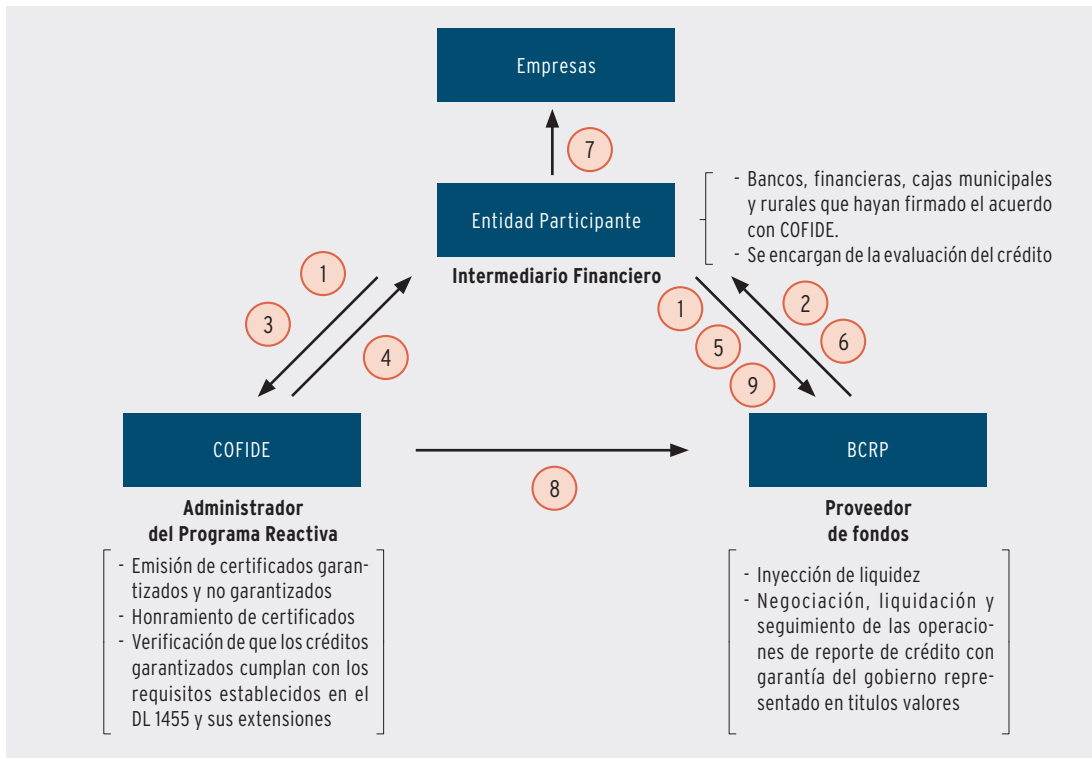 Empresas
7
Entidad Participante
Intermediario Financiero
- Bancos, financieras, cajas municipales
y rurales que hayan firmado el acuerdo
con COFIDE.
- Se encargan de la evaluación del crédito
1
3
4
1
5
9
2
6
COFIDE
8
BCRP
Administrador
del Programa Reactiva
- Emisión de certificados garan-
tizados y no garantizados
- Honramiento de certificados
- Verificación de que los créditos
garantizados cumplan con los
requisitos establecidos en el
DL 1455 y sus extensiones
Proveedor
de fondos
- Inyección de liquidez
- Negociación, liquidación y
seguimiento de las operacio-
nes de reporte de crédito con
garantía del gobierno repre-
sentado en titulos valores